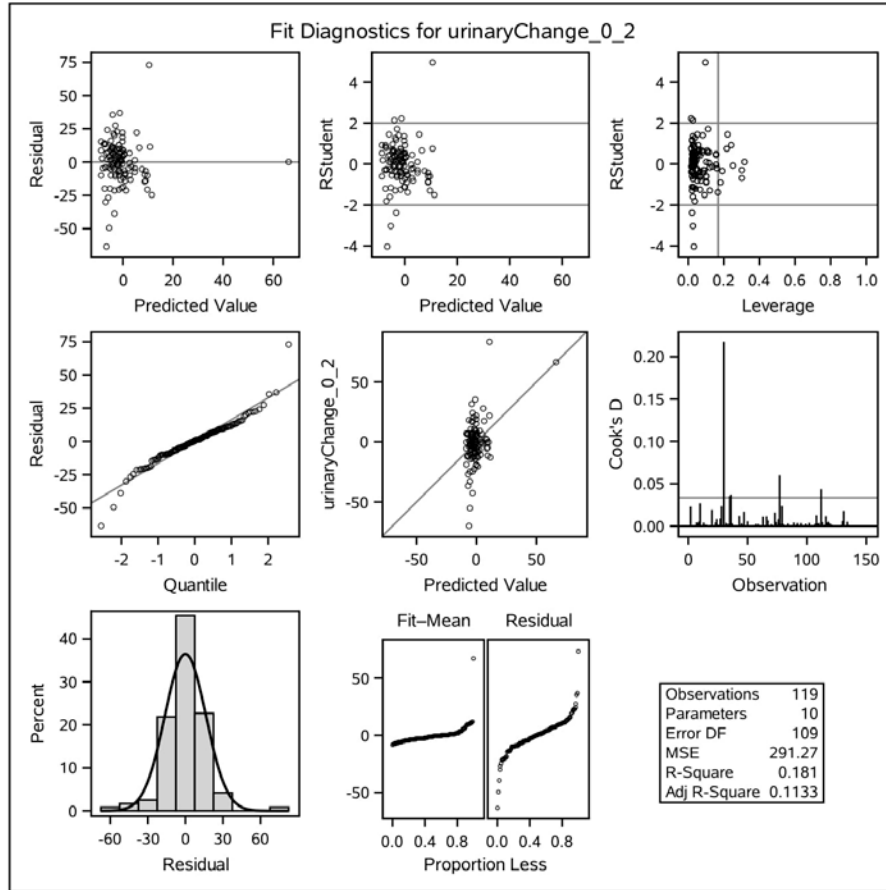 Fit Diagnostics for urinaryChange_0_2
75
50
25
0
-25
-50
Residual
0 20 40 60
Predicted Value
4
2
0
-2
-4
RStudent
0 20 40 60
Predicted Value
4
2
0
-2
-4
RStudent
0.0 0.2 0.4 0.6 0.8 1.0
Leverage
75
50
25
0
-25
-50
Residual
-2 -1 0 1 2
Quantile
50
0
-50
urinaryChange_0_2
-50 0 50
Predicted Value
0.20
0.15
0.10
0.05
0.00
Cook's D
0 50 100 150
Observation
40
30
20
10
0
Percent
-60 -30 0 30 60
Residual
Fit–Mean Residual
50
0
-50
0.0 0.4 0.8 0.0 0.4 0.8
Proportion Less
Observations 119
Parameters 10
Error DF 109
MSE 291.27
R-Square 0.181
Adj R-Square 0.1133